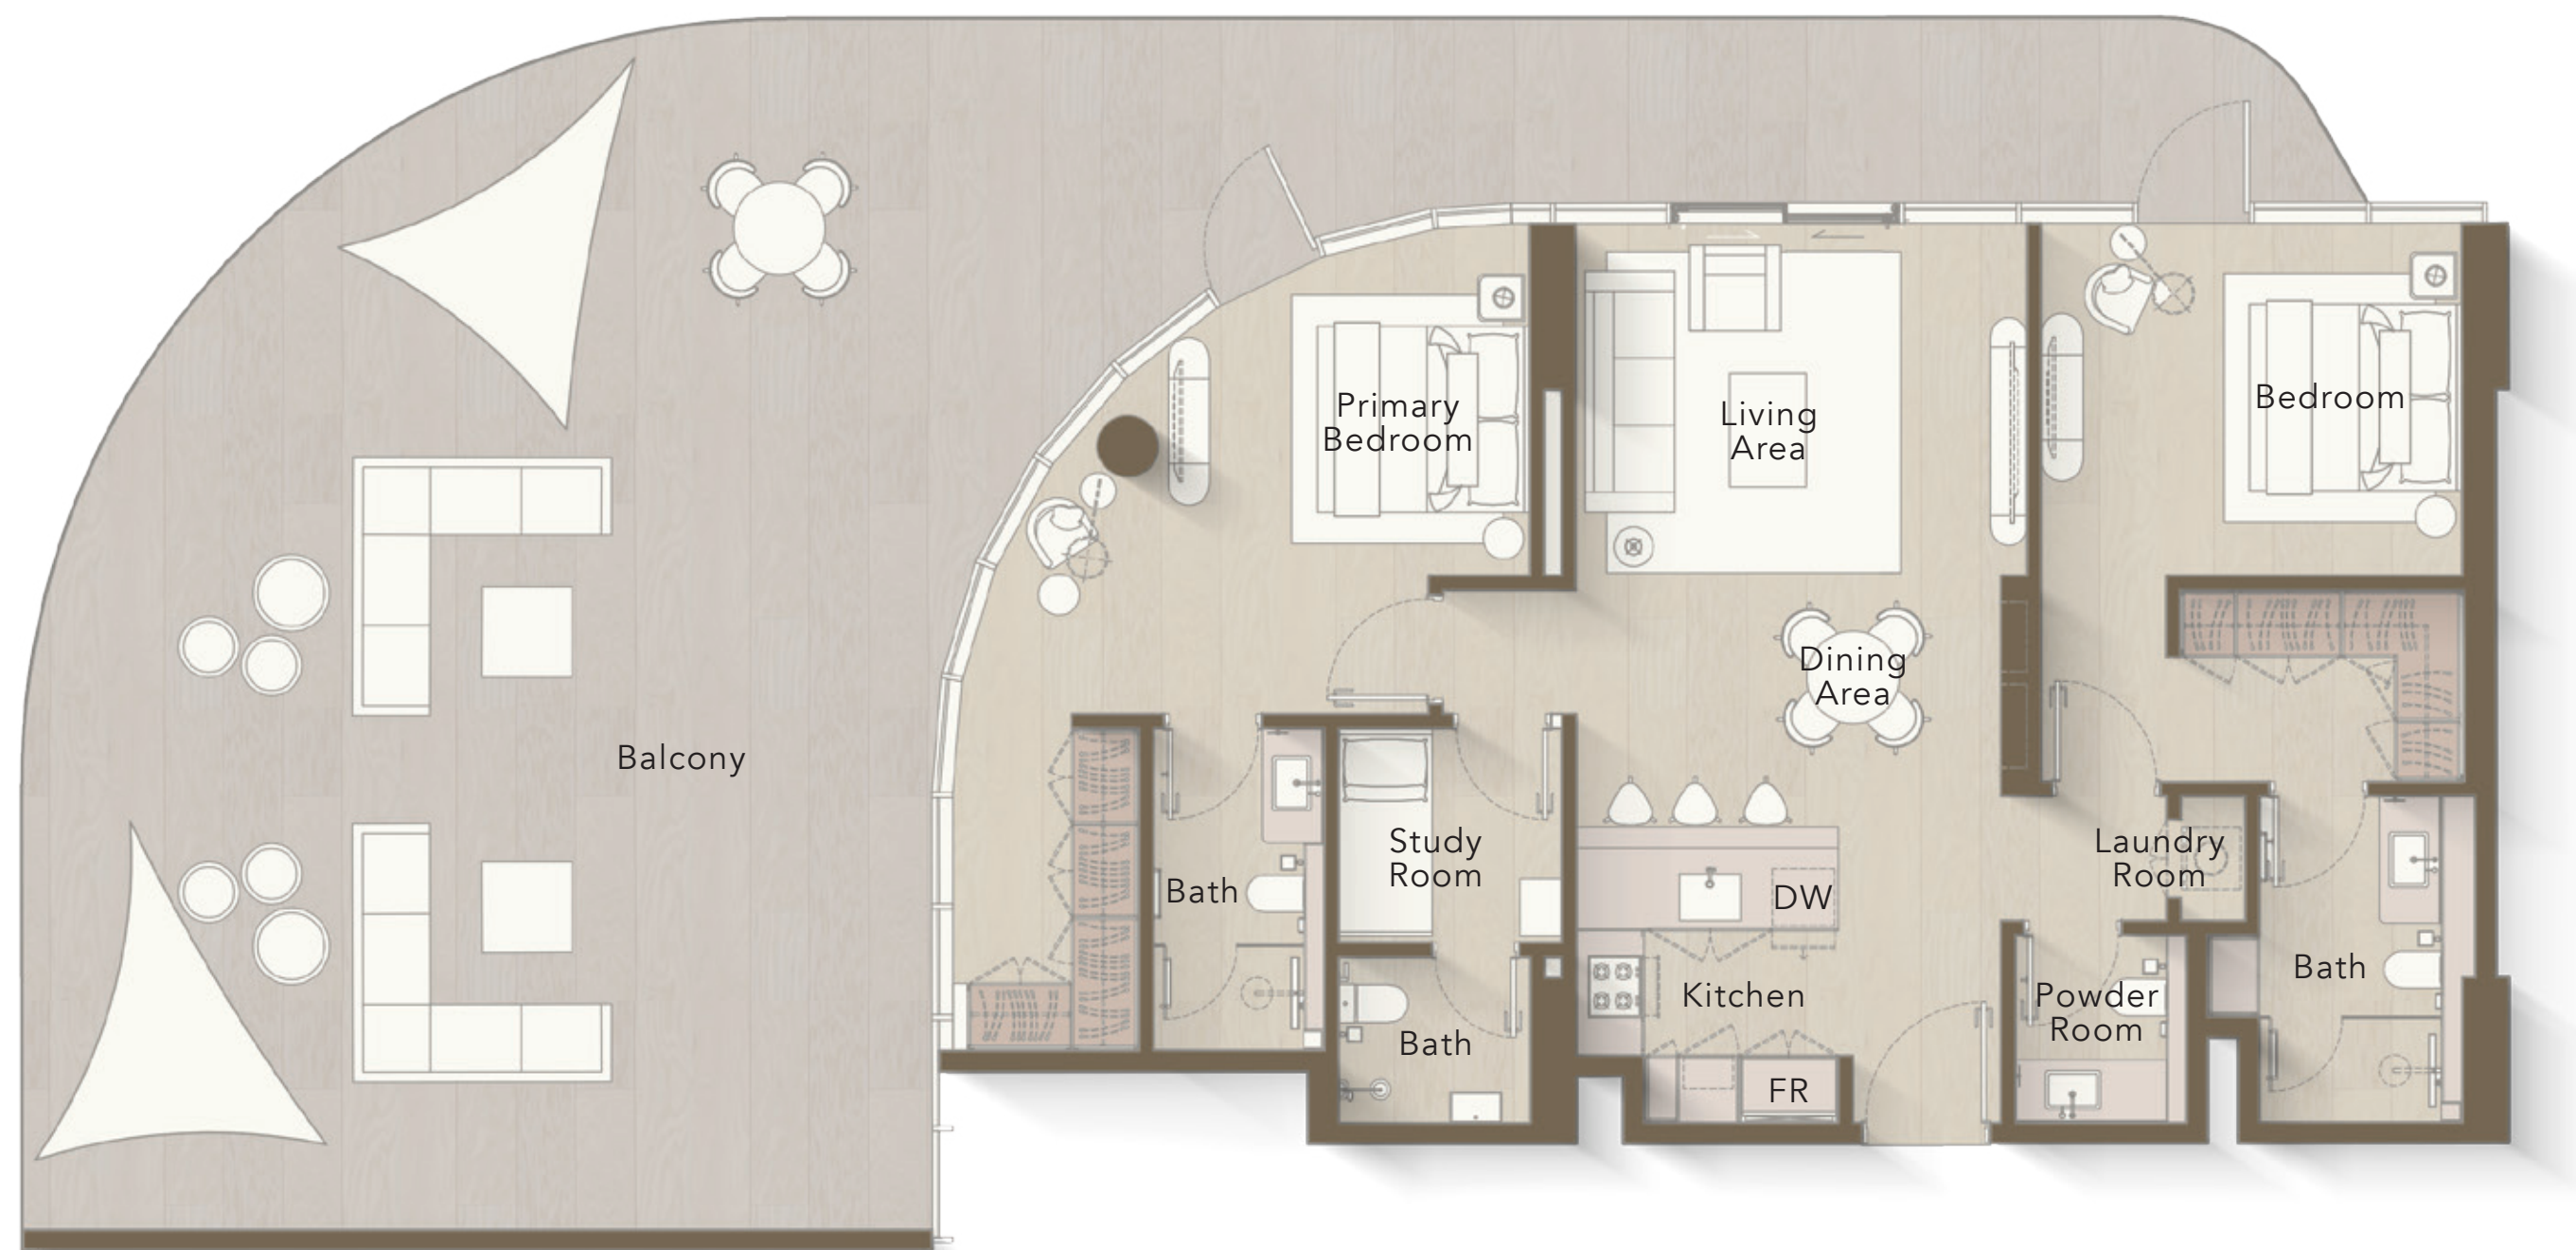 Primary
Bedroom
Living
Area
Bedroom
Dining
Area
Balcony
Study
Room
Laundry
Room
Bath
DW
Bath
Kitchen
Powder
Room
Bath
FR